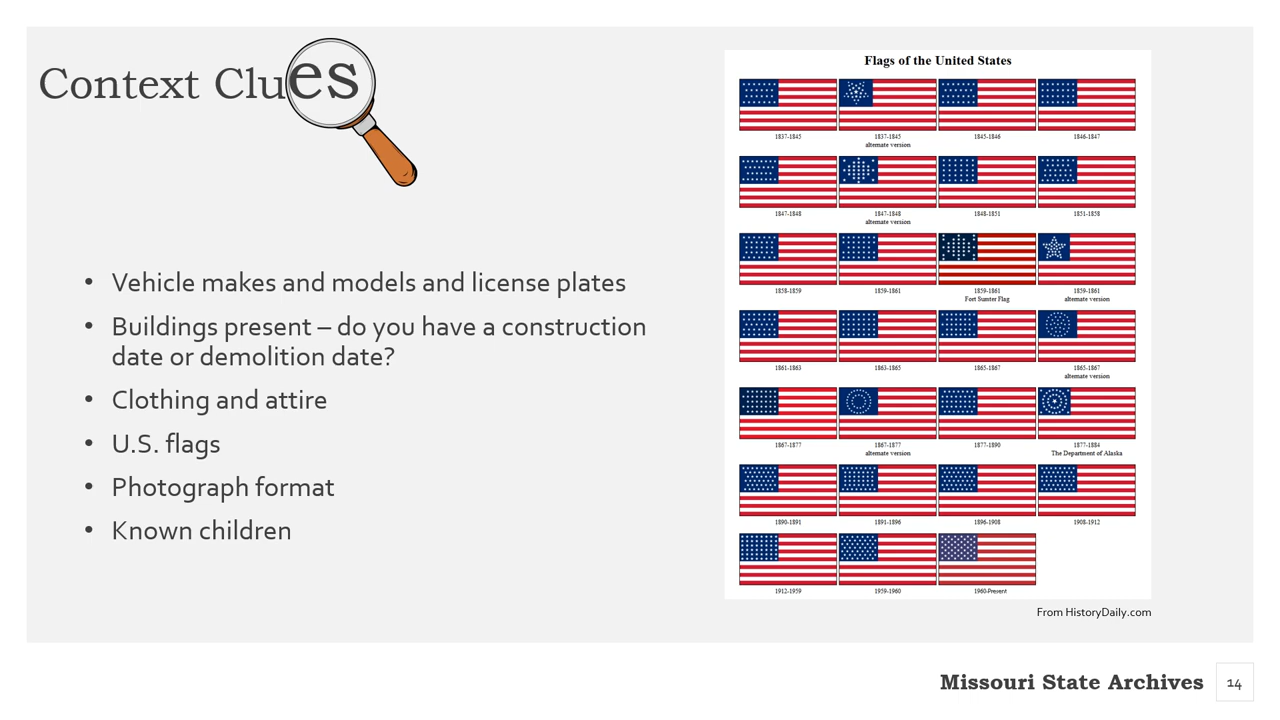 Context Clues
• Vehicle makes and models and license plates
• Buildings present – do you have a construction
date or demolition date?
• Clothing and attire
• U.S. flags
• Photograph format
• Known children
Flags of the United States
1837-1845
1837-1845
alternate version
1845-1846
1846-1847
1847-1848
1847-1848
alternate version
1848-1851
1851-1858
1858-1859
1859-1861
1859-1861
Fort Sumter Flag
1859-1861
alternate version
1861-1863
1863-1865
1865-1867
1865-1867
alternate version
1867-1877
1867-1877
alternate version
1877-1890
1877-1884
The Department of Alaska
1890-1891
1891-1896
1896-1908
1908-1912
1912-1959
1959-1960
1960-Present
From HistoryDaily.com
Missouri State Archives
14